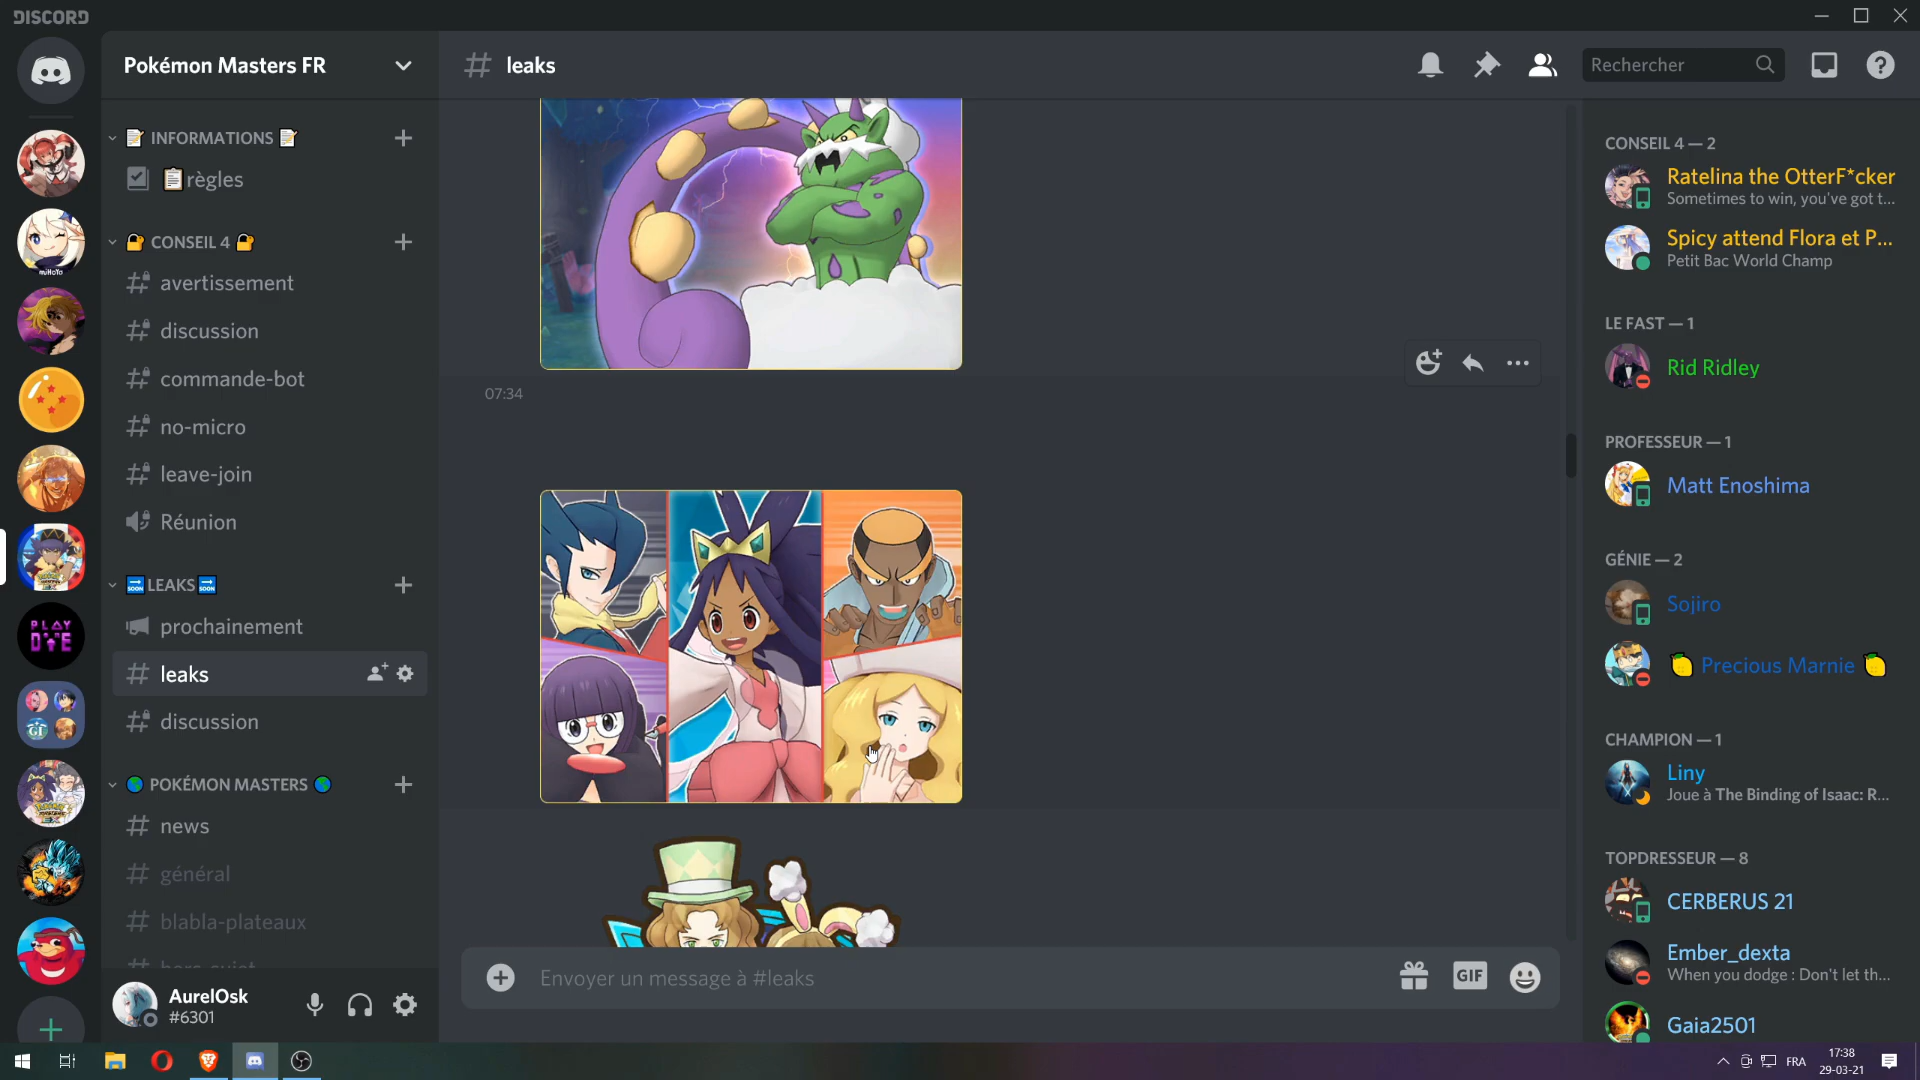 DISCORD
Pokémon Masters FR
leaks
Rechercher
INFORMATIONS
règles
CONSEIL 4
avertissement
discussion
commande-bot
no-micro
leave-join
Réunion
SOON LEAKS SOON
prochainement
leaks
discussion
POKÉMON MASTERS
news
général
blabla-plateaux
AurelOsk
#6301
07:34
Envoyer un message à #leaks
GIF
CONSEIL 4 — 2
Ratelina the OtterF*cker
Sometimes to win, you've got t...
Spicy attend Flora et P...
Petit Bac World Champ
LE FAST — 1
Rid Ridley
PROFESSEUR — 1
Matt Enoshima
GÉNIE — 2
Sojiro
Precious Marnie
CHAMPION — 1
Liny
Joue à The Binding of Isaac: R...
TOPDRESSEUR — 8
CERBERUS 21
Ember_dexta
When you dodge : Don't let th...
Gaia2501
miHoYo
PLAY
GI
FRA
17:38
29-03-21